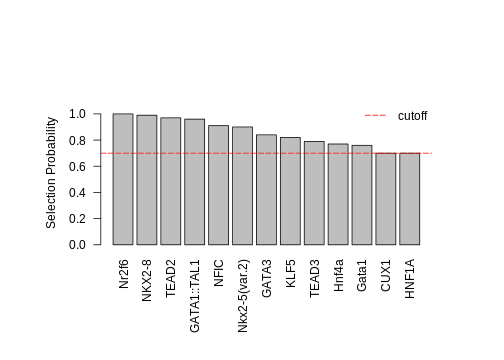 Selection Probability
1.0
0.8
0.6
0.4
0.2
0.0
cutoff
Nr2f6
NKX2-8
TEAD2
GATA1::TAL1
NFIC
Nkx2-5(var.2)
GATA3
KLF5
TEAD3
Hnf4a
Gata1
CUX1
HNF1A